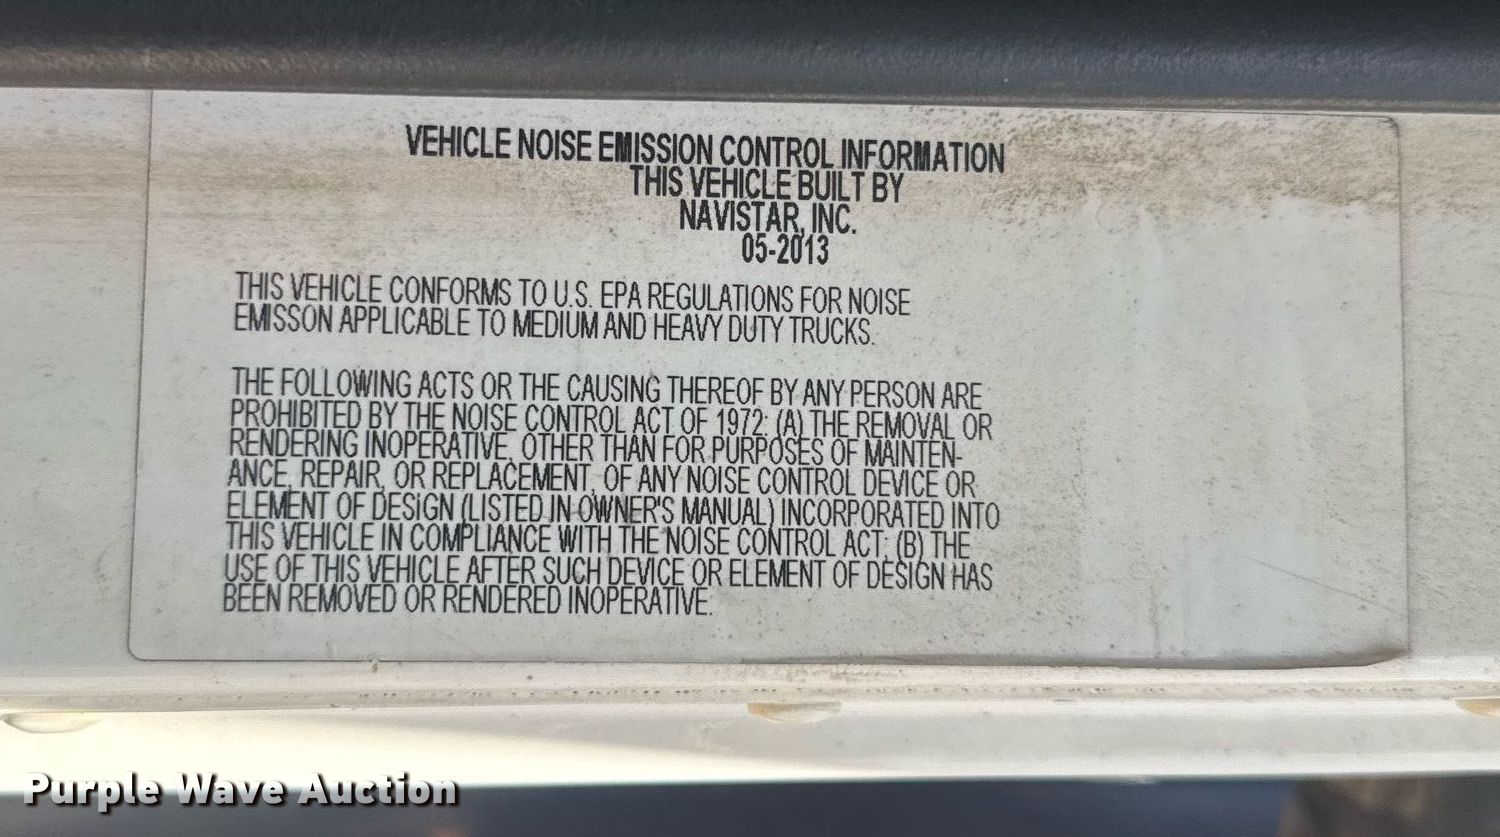 VEHICLE NOISE EMISSION CONTROL INFORMATION
THIS VEHICLE BUILT BY
NAVISTAR, INC.
05-2013
THIS VEHICLE CONFORMS TO U.S. EPA REGULATIONS FOR NOISE
EMISSON APPLICABLE TO MEDIUM AND HEAVY DUTY TRUCKS.
THE FOLLOWING ACTS OR THE CAUSING THEREOF BY ANY PERSON ARE
PROHIBITED BY THE NOISE CONTROL ACT OF 1972: (A) THE REMOVAL OR
RENDERING INOPERATIVE, OTHER THAN FOR PURPOSES OF MAINTEN-
ANCE, REPAIR, OR REPLACEMENT, OF ANY NOISE CONTROL DEVICE OR
ELEMENT OF DESIGN (LISTED IN OWNER'S MANUAL) INCORPORATED INTO
THIS VEHICLE IN COMPLIANCE WITH THE NOISE CONTROL ACT; (B) THE
USE OF THIS VEHICLE AFTER SUCH DEVICE OR ELEMENT OF DESIGN HAS
BEEN REMOVED OR RENDERED INOPERATIVE.
Purple Wave Auction